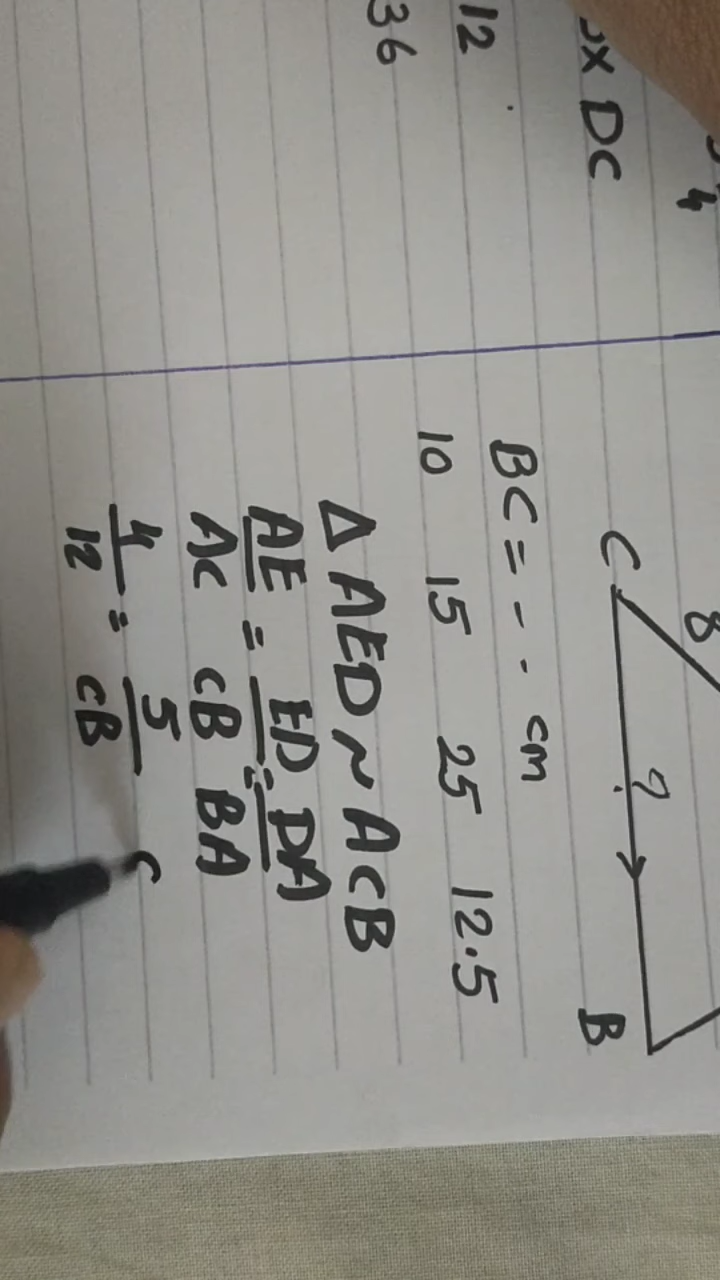 4
x DC
12
36
8
C ? B
BC = - - cm
10 15 25 12.5
Δ AED ~ ACB
AE = ED = DA
AC CB BA
4 = 5
12 CB